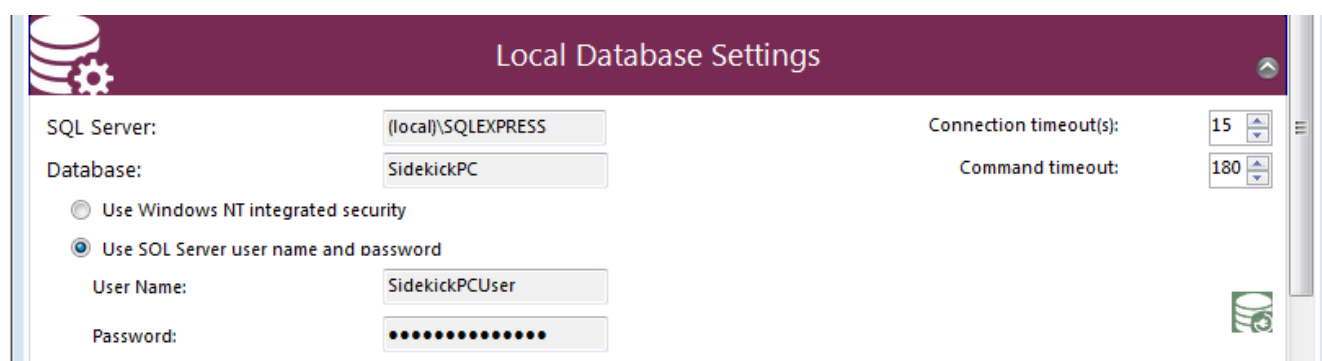 Local Database Settings
SQL Server: (local)\SQLEXPRESS Connection timeout(s): 15
Database: SidekickPC Command timeout: 180
Use Windows NT integrated security
Use SQL Server user name and password
User Name: SidekickPCUser
Password: ●●●●●●●●●●●●●●